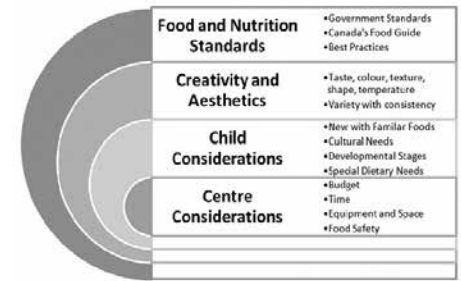 Food and Nutrition
Standards
•Government Standards
•Canada's Food Guide
•Best Practices
Creativity and
Aesthetics
•Taste, colour, texture,
shape, temperature
•Variety with consistency
Child
Considerations
•New with Familar Foods
•Cultural Needs
•Developmental Stages
•Special Dietary Needs
Centre
Considerations
•Budget
•Time
•Equipment and Space
•Food Safety